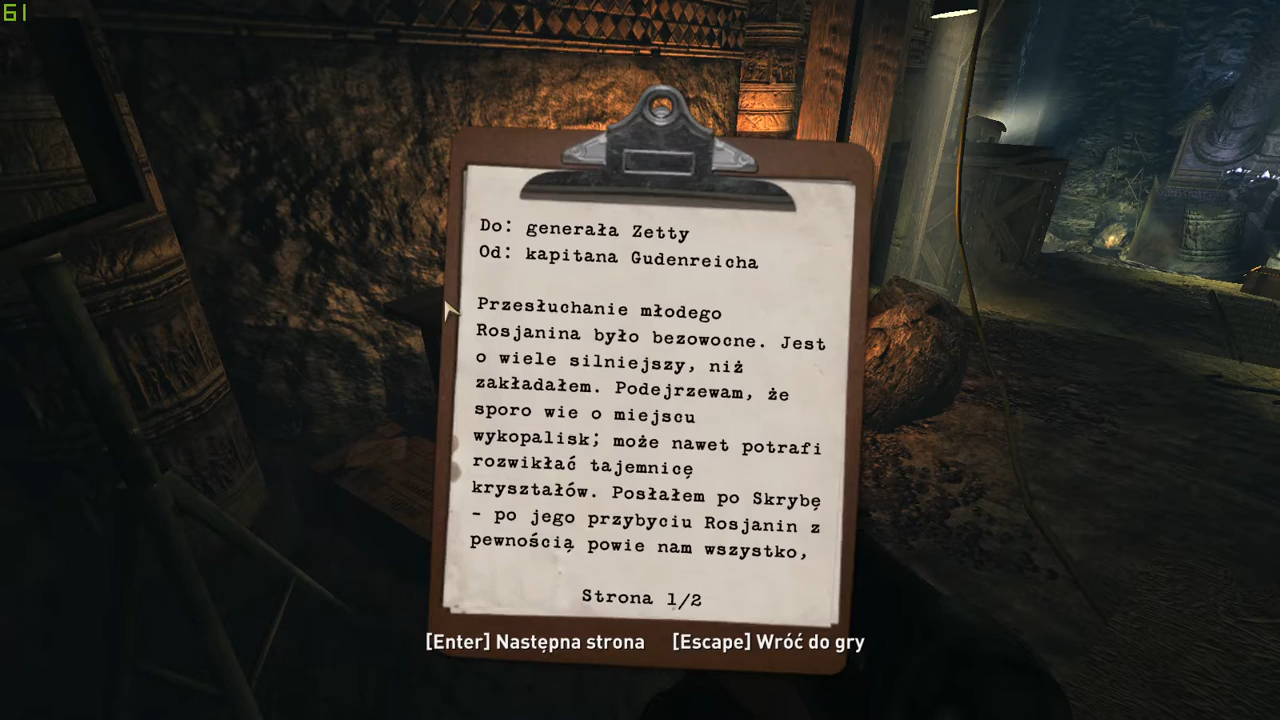 61
Do: generała Zetty
Od: kapitana Gudenreicha
Przesłuchanie młodego
Rosjanina było bezowocne. Jest
o wiele silniejszy, niż
zakładałem. Podejrzewam, że
sporo wie o miejscu
wykopalisk; może nawet potrafi
rozwikłać tajemnicę
kryształów. Posłałem po Skrybę
- po jego przybyciu Rosjanin z
pewnością powie nam wszystko,
Strona 1/2
[Enter] Następna strona [Escape] Wróć do gry